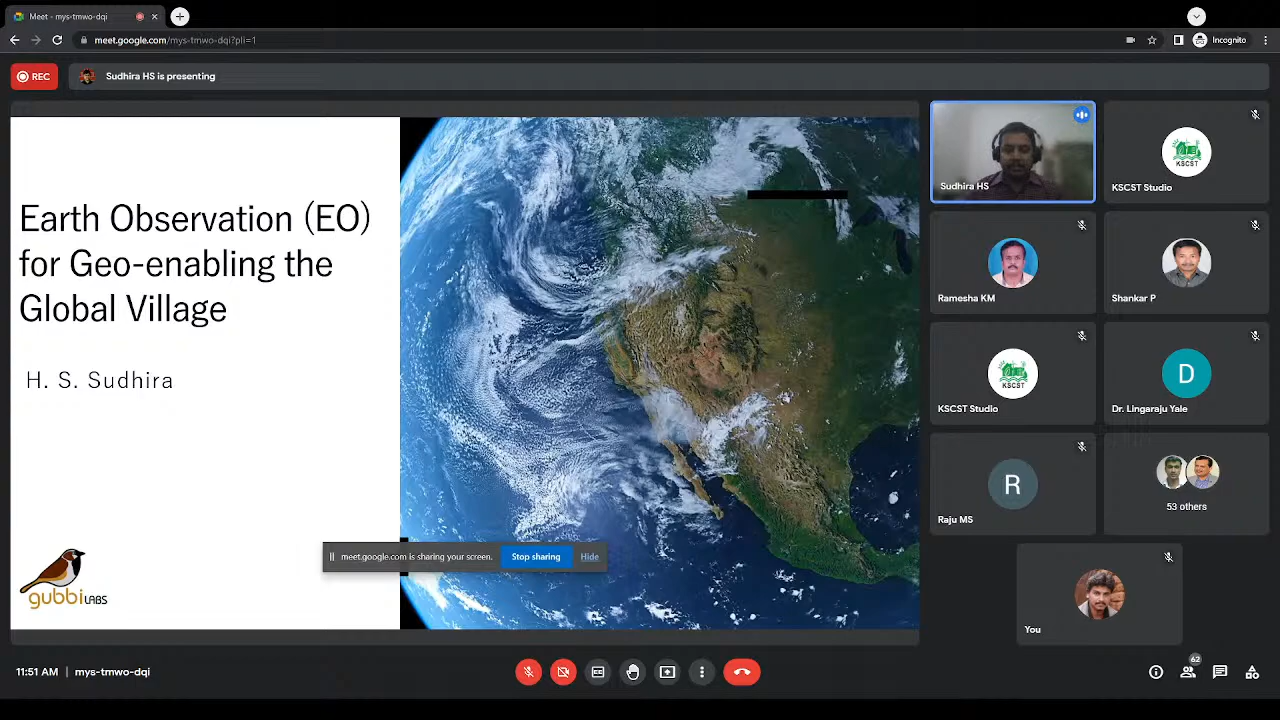 Meet - mys-tmwo-dqi
meet.google.com/mys-tmwo-dqi?pli=1
Incognito
REC
Sudhira HS is presenting
Earth Observation (EO)
for Geo-enabling the
Global Village
H. S. Sudhira
gubbi LABS
meet.google.com is sharing your screen.
Stop sharing
Hide
Sudhira HS
KSCST
KSCST Studio
Ramesha KM
Shankar P
KSCST
KSCST Studio
D
Dr. Lingaraju Yale
R
Raju MS
53 others
You
11:51 AM | mys-tmwo-dqi
62